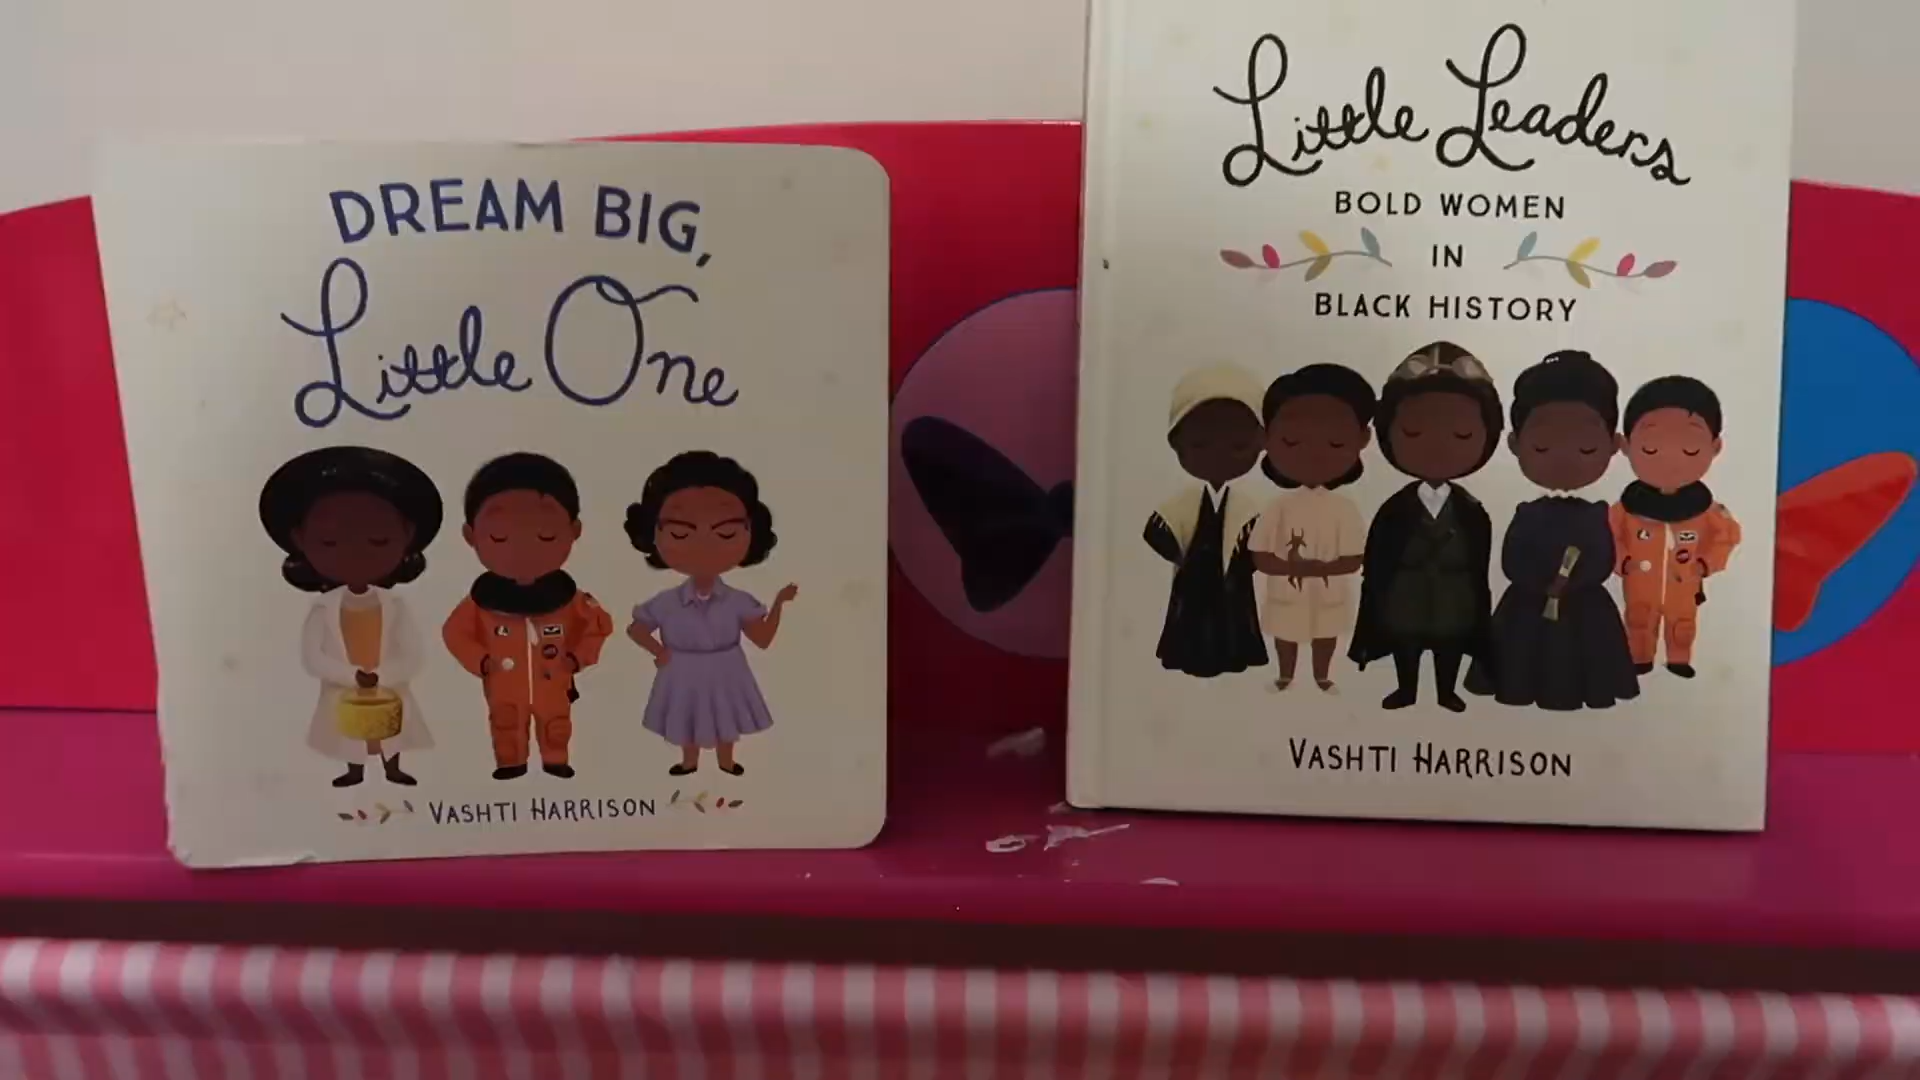 DREAM BIG,
Little One
VASHTI HARRISON
Little Leaders
BOLD WOMEN
IN
BLACK HISTORY
VASHTI HARRISON